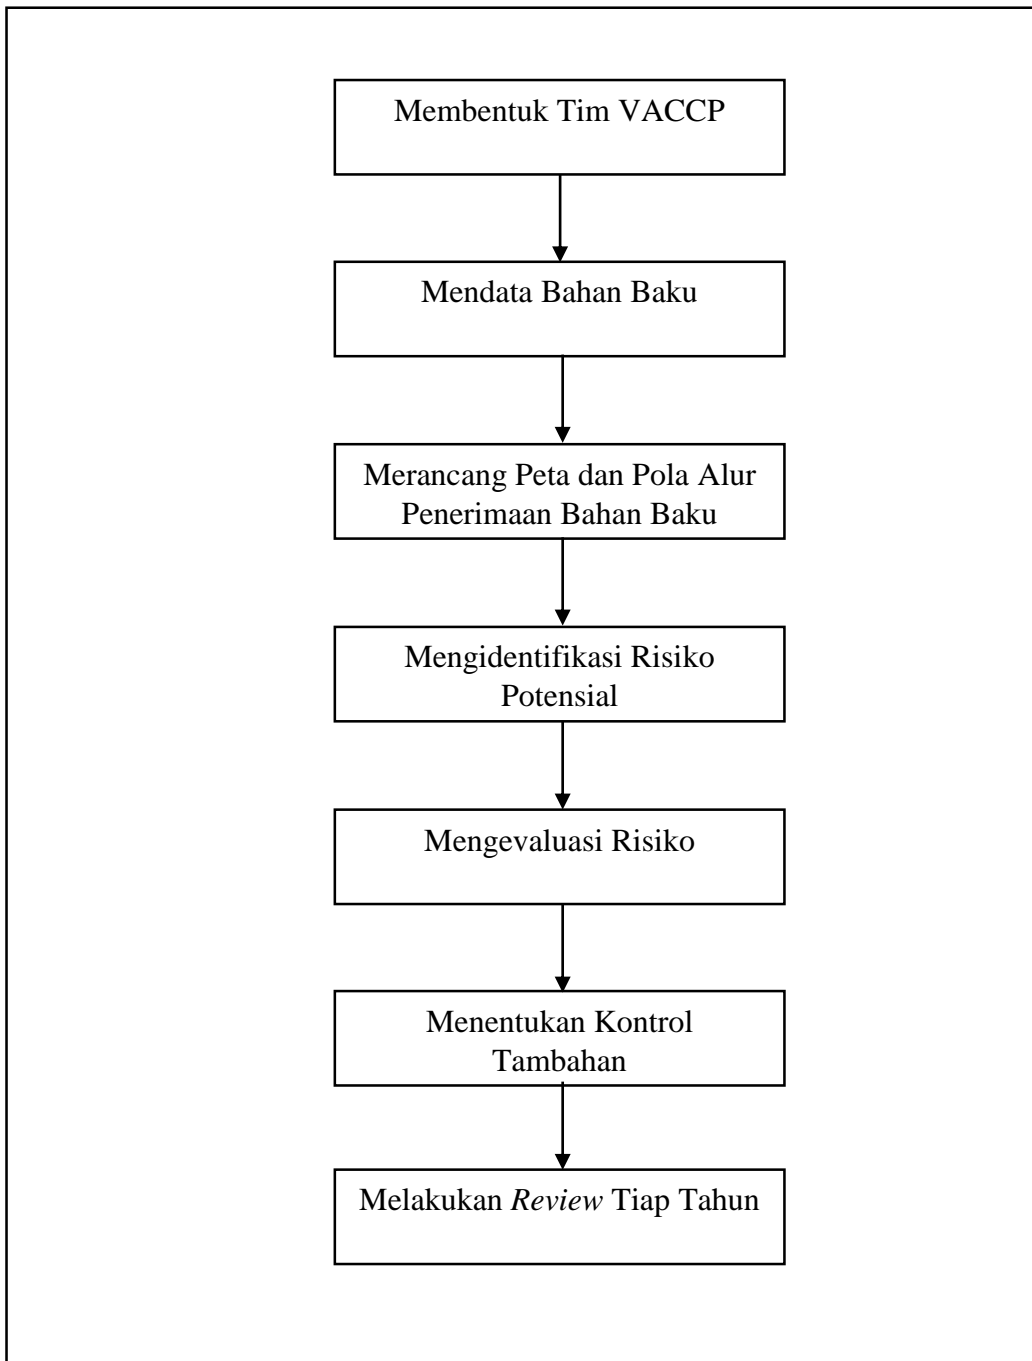 Membentuk Tim VACCP
Mendata Bahan Baku
Merancang Peta dan Pola Alur
Penerimaan Bahan Baku
Mengidentifikasi Risiko
Potensial
Mengevaluasi Risiko
Menentukan Kontrol
Tambahan
Melakukan Review Tiap Tahun